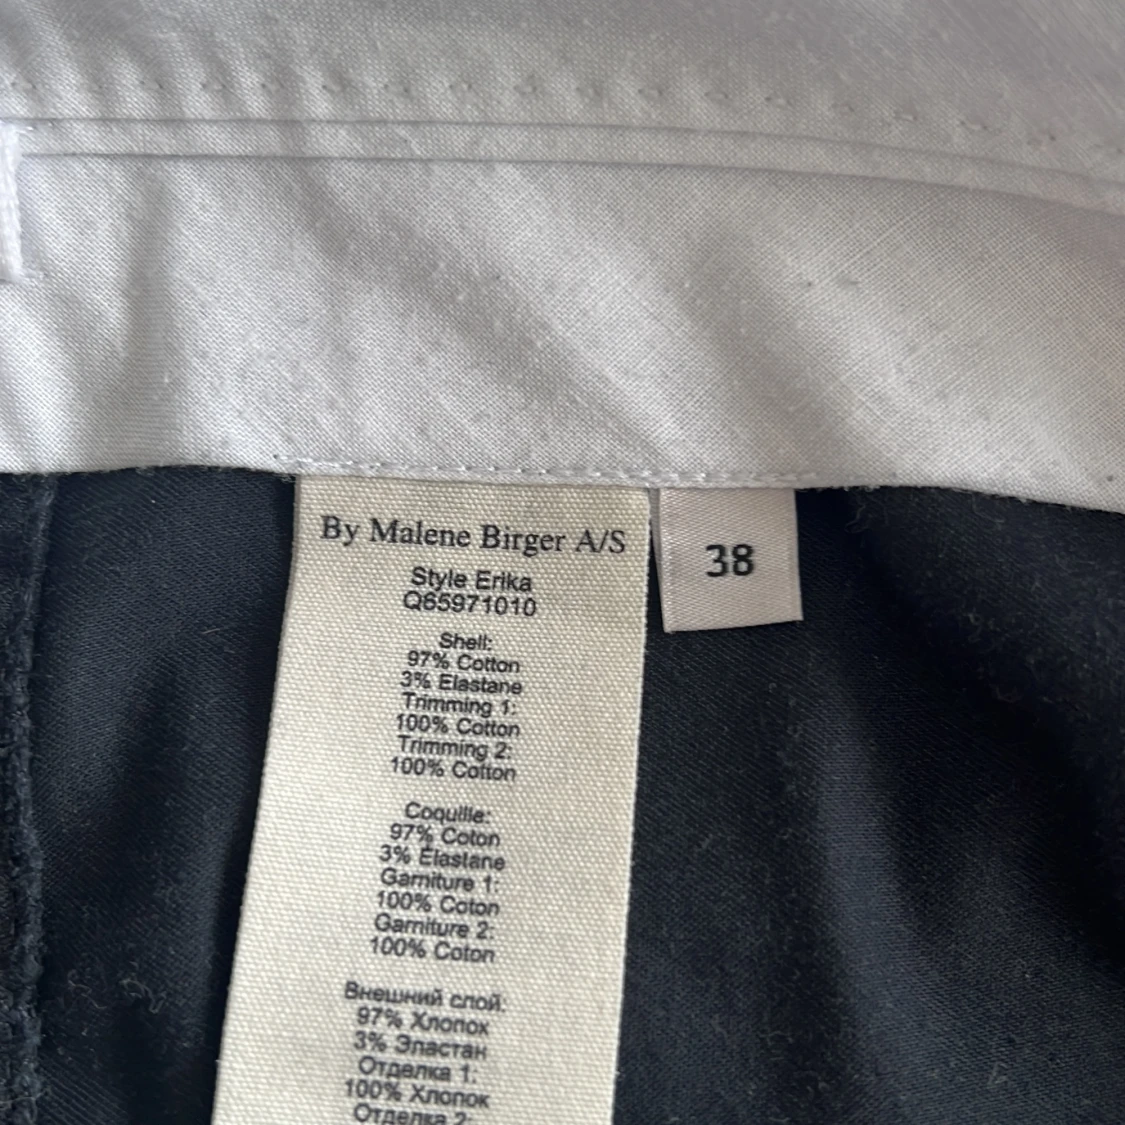 By Malene Birger A/S
Style Erika
Q65971010
Shell:
97% Cotton
3% Elastane
Trimming 1:
100% Cotton
Trimming 2:
100% Cotton
Coquille:
97% Coton
3% Élastane
Garniture 1:
100% Coton
Garniture 2:
100% Coton
Внешний слой:
97% Хлопок
3% Эластан
Отделка 1:
100% Хлопок
Отделка 2:
38